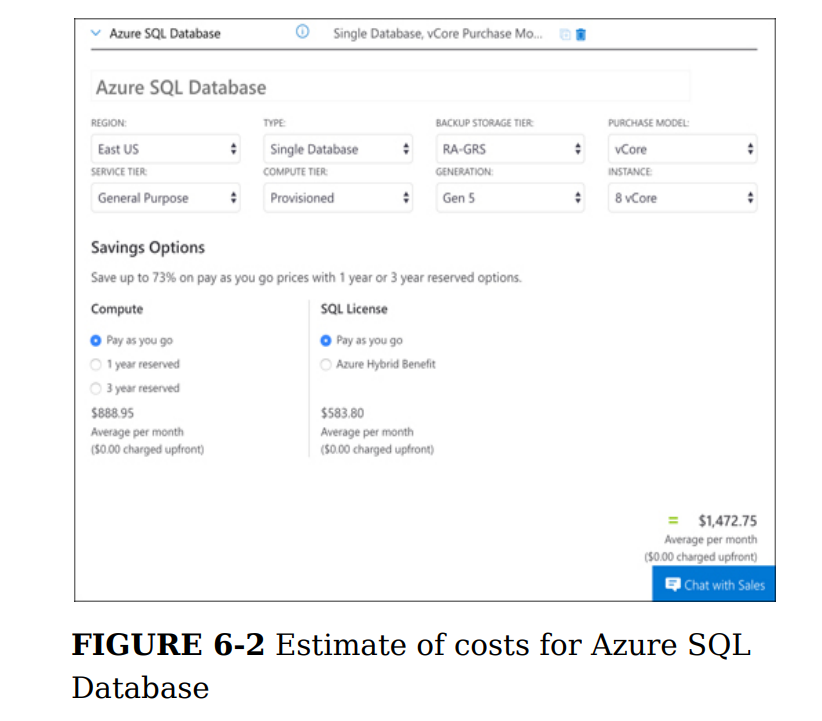 Azure SQL Database Single Database, vCore Purchase Mo...
Azure SQL Database
REGION: TYPE: BACKUP STORAGE TIER: PURCHASE MODEL:
East US Single Database RA-GRS vCore
SERVICE TIER: COMPUTE TIER: GENERATION: INSTANCE:
General Purpose Provisioned Gen 5 8 vCore
Savings Options
Save up to 73% on pay as you go prices with 1 year or 3 year reserved options.
Compute
Pay as you go
1 year reserved
3 year reserved
$888.95
Average per month
($0.00 charged upfront)
SQL License
Pay as you go
Azure Hybrid Benefit
$583.80
Average per month
($0.00 charged upfront)
= $1,472.75
Average per month
($0.00 charged upfront)
Chat with Sales
FIGURE 6-2 Estimate of costs for Azure SQL
Database